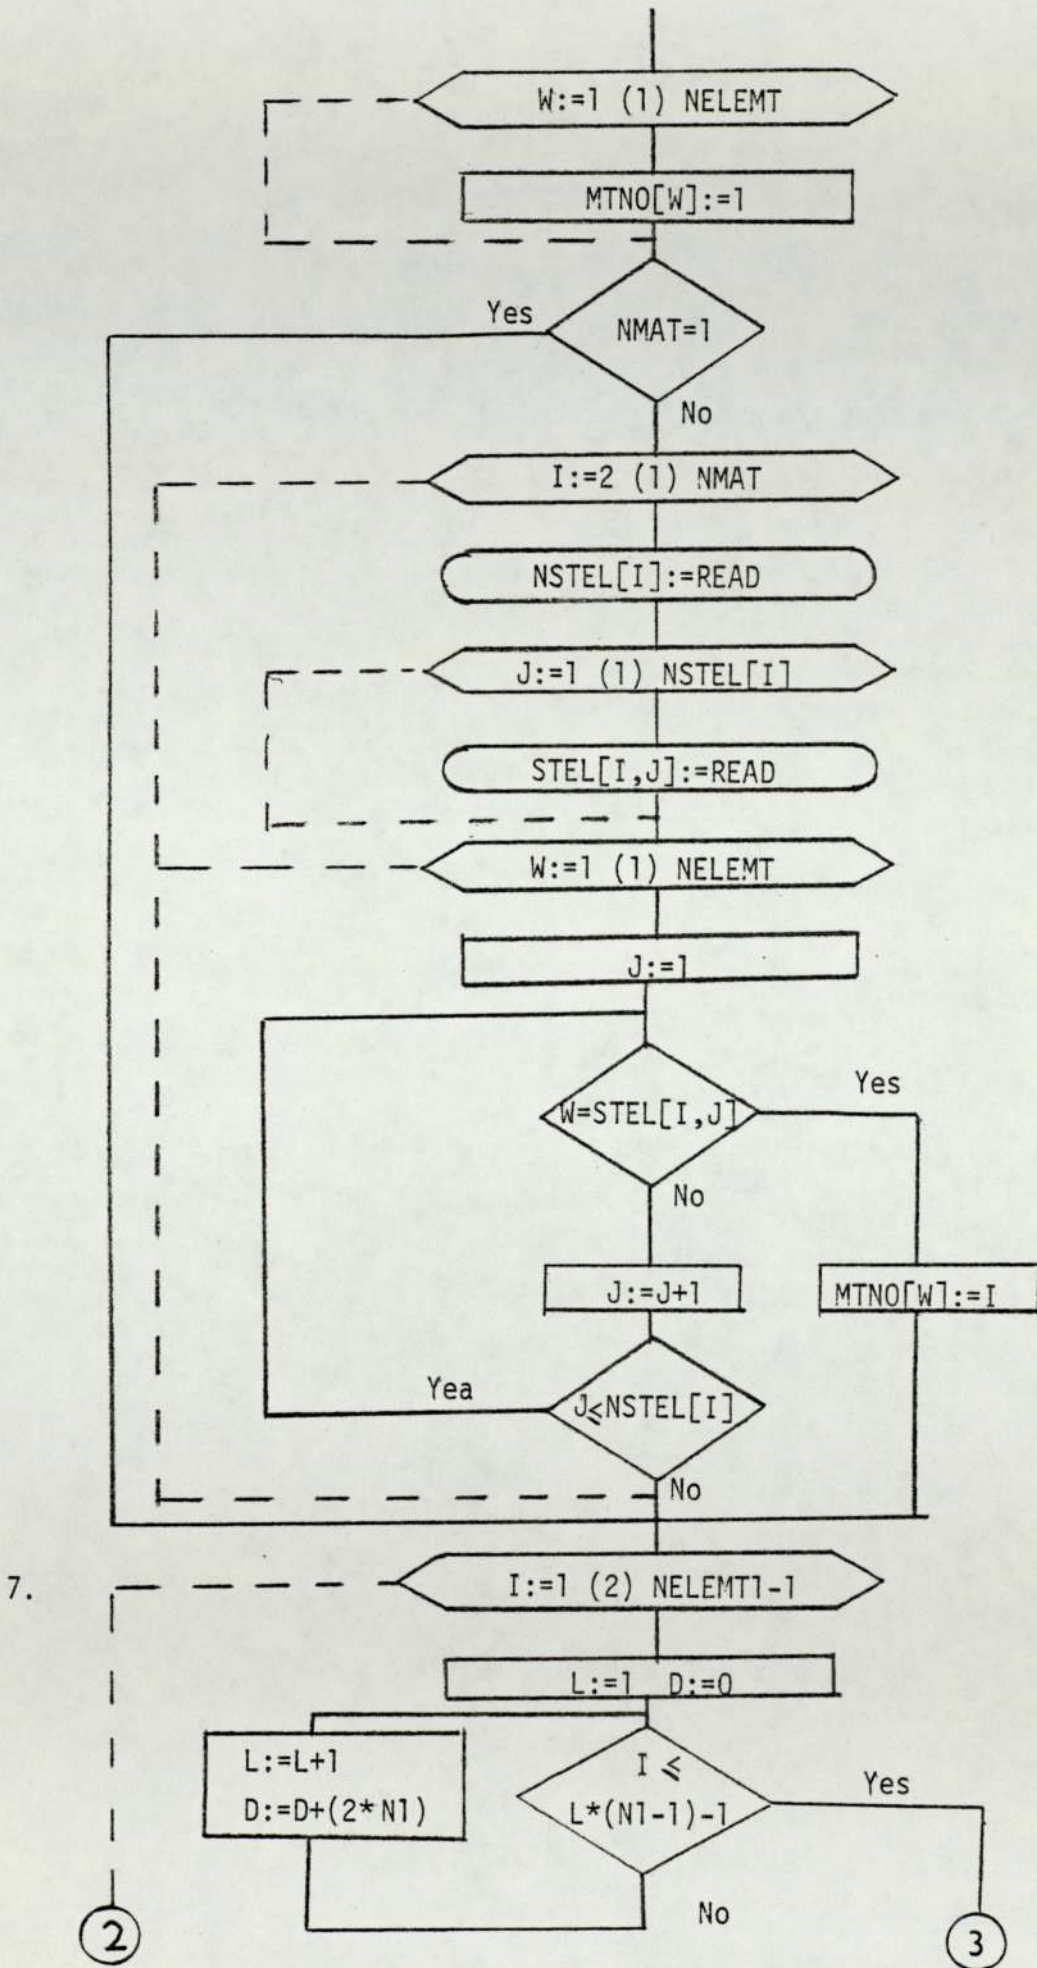 W:=1 (1) NELEMT
MTNO[W]:=1
Yes
NMAT=1
No
I:=2 (1) NMAT
NSTEL[I]:=READ
J:=1 (1) NSTEL[I]
STEL[I,J]:=READ
W:=1 (1) NELEMT
J:=1
W=STEL[I,J]
Yes
No
J:=J+1
MTNO[W]:=I
Yea
J≤NSTEL[I]
No
7.
I:=1 (2) NELEMT1-1
L:=1 D:=0
L:=L+1
D:=D+(2*N1)
I ≤
L*(N1-1)-1
Yes
No
2
3